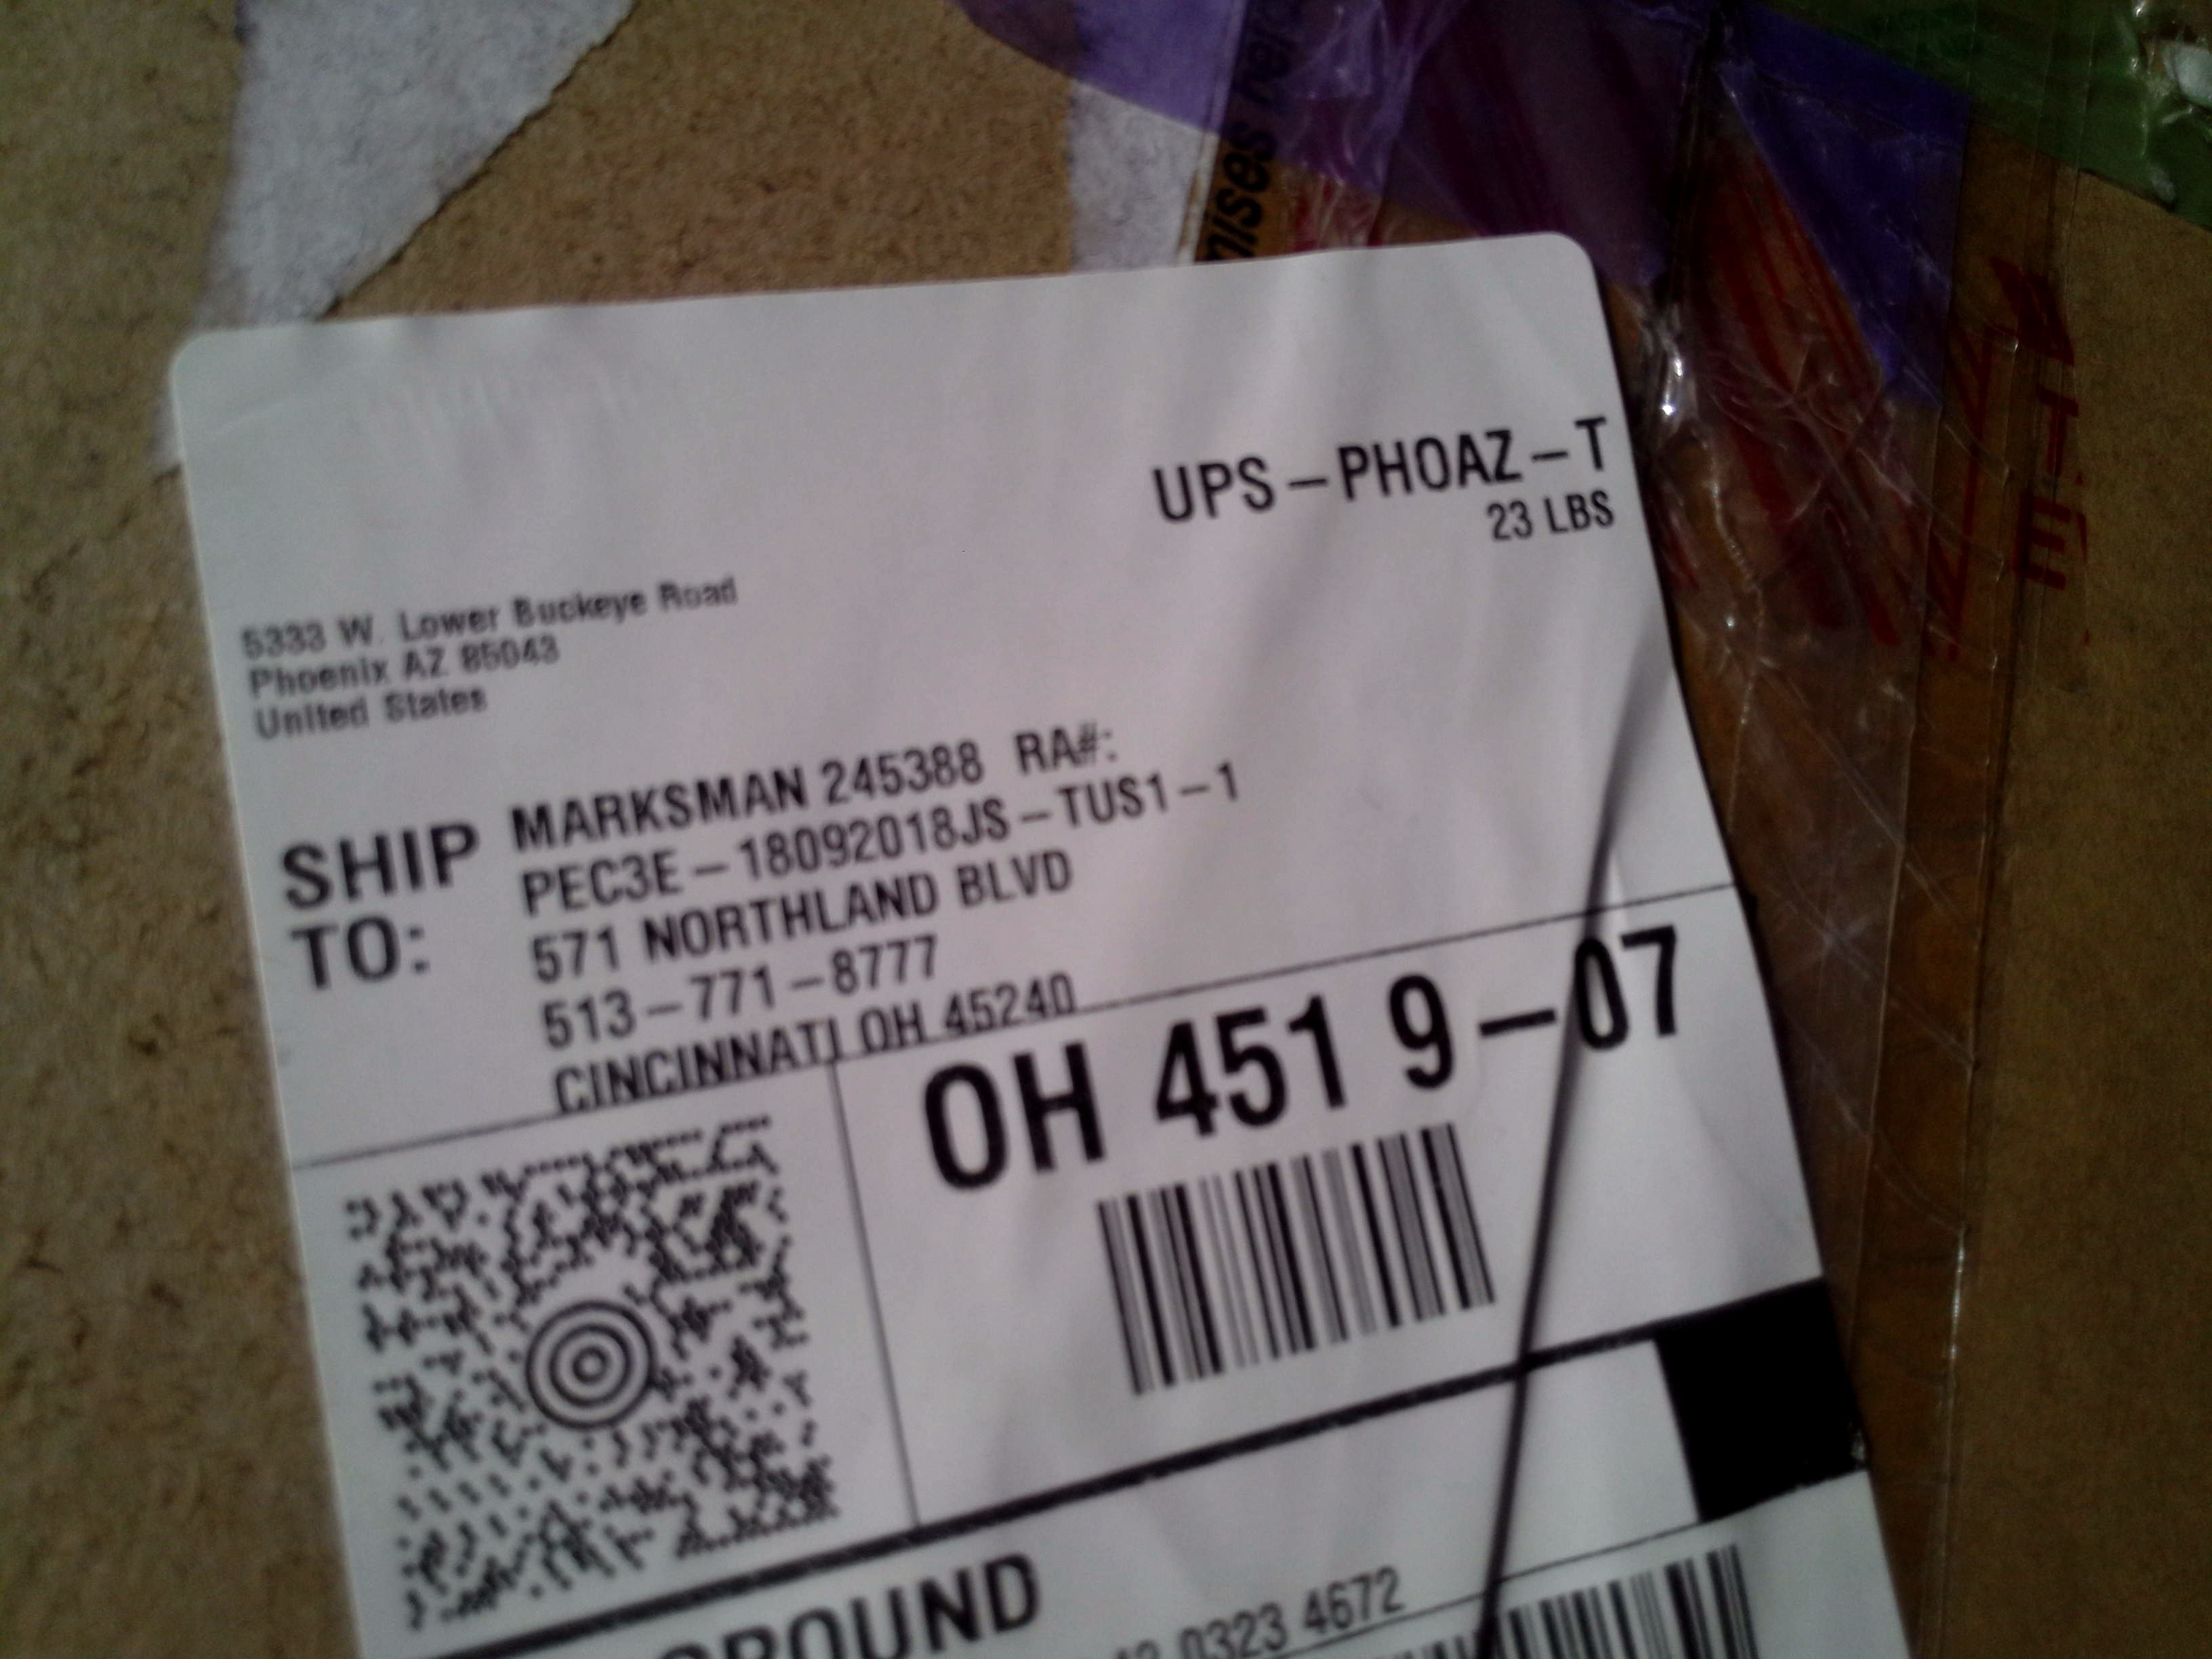 UPS-PHOAZ-T
23 LBS
5333 W. Lower Buckeye Road
Phoenix AZ 85043
United States
SHIP TO:
MARKSMAN 245388 RA#:
PEC3E-18092018JS-TUS1-1
571 NORTHLAND BLVD
513-771-8777
CINCINNATI OH 45240
OH 451 9-07
0323 4672